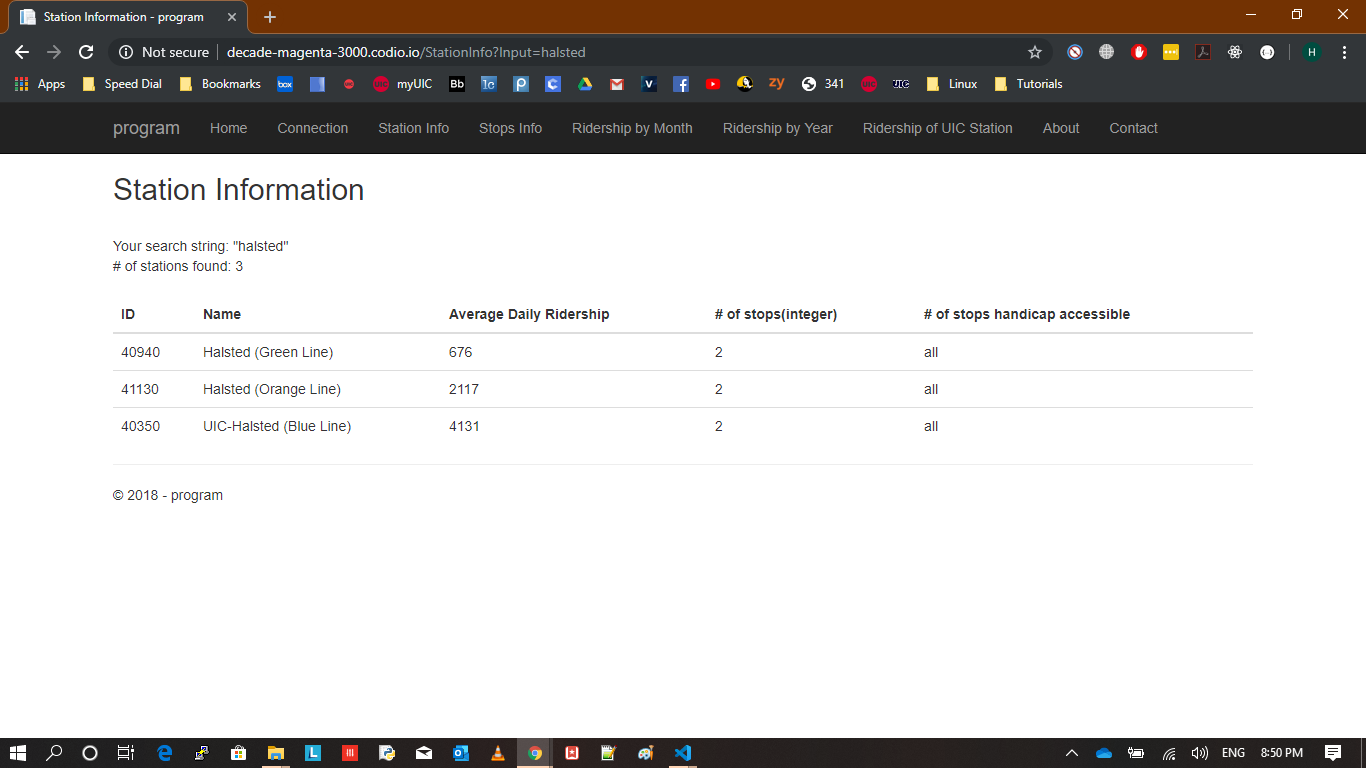 Station Information - program
Not secure decade-magenta-3000.codio.io/StationInfo?Input=halsted
H
Apps Speed Dial Bookmarks box myUIC Bb 1c P C V zy 341 UIC Linux Tutorials
program Home Connection Station Info Stops Info Ridership by Month Ridership by Year Ridership of UIC Station About Contact
Station Information
Your search string: "halsted"
# of stations found: 3
ID Name Average Daily Ridership # of stops(integer) # of stops handicap accessible
40940 Halsted (Green Line) 676 2 all
41130 Halsted (Orange Line) 2117 2 all
40350 UIC-Halsted (Blue Line) 4131 2 all
© 2018 - program
L ENG 8:50 PM